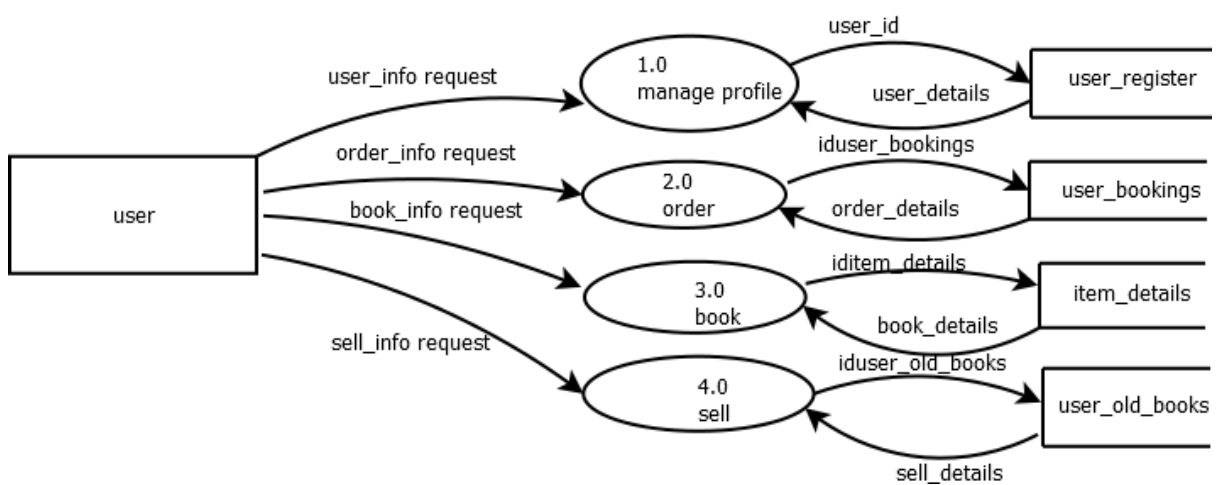 user_id
1.0
manage profile
user_info request
user_register
user_details
order_info request
iduser_bookings
2.0
order
user_bookings
order_details
user
book_info request
iditem_details
3.0
book
item_details
book_details
sell_info request
iduser_old_books
4.0
sell
user_old_books
sell_details